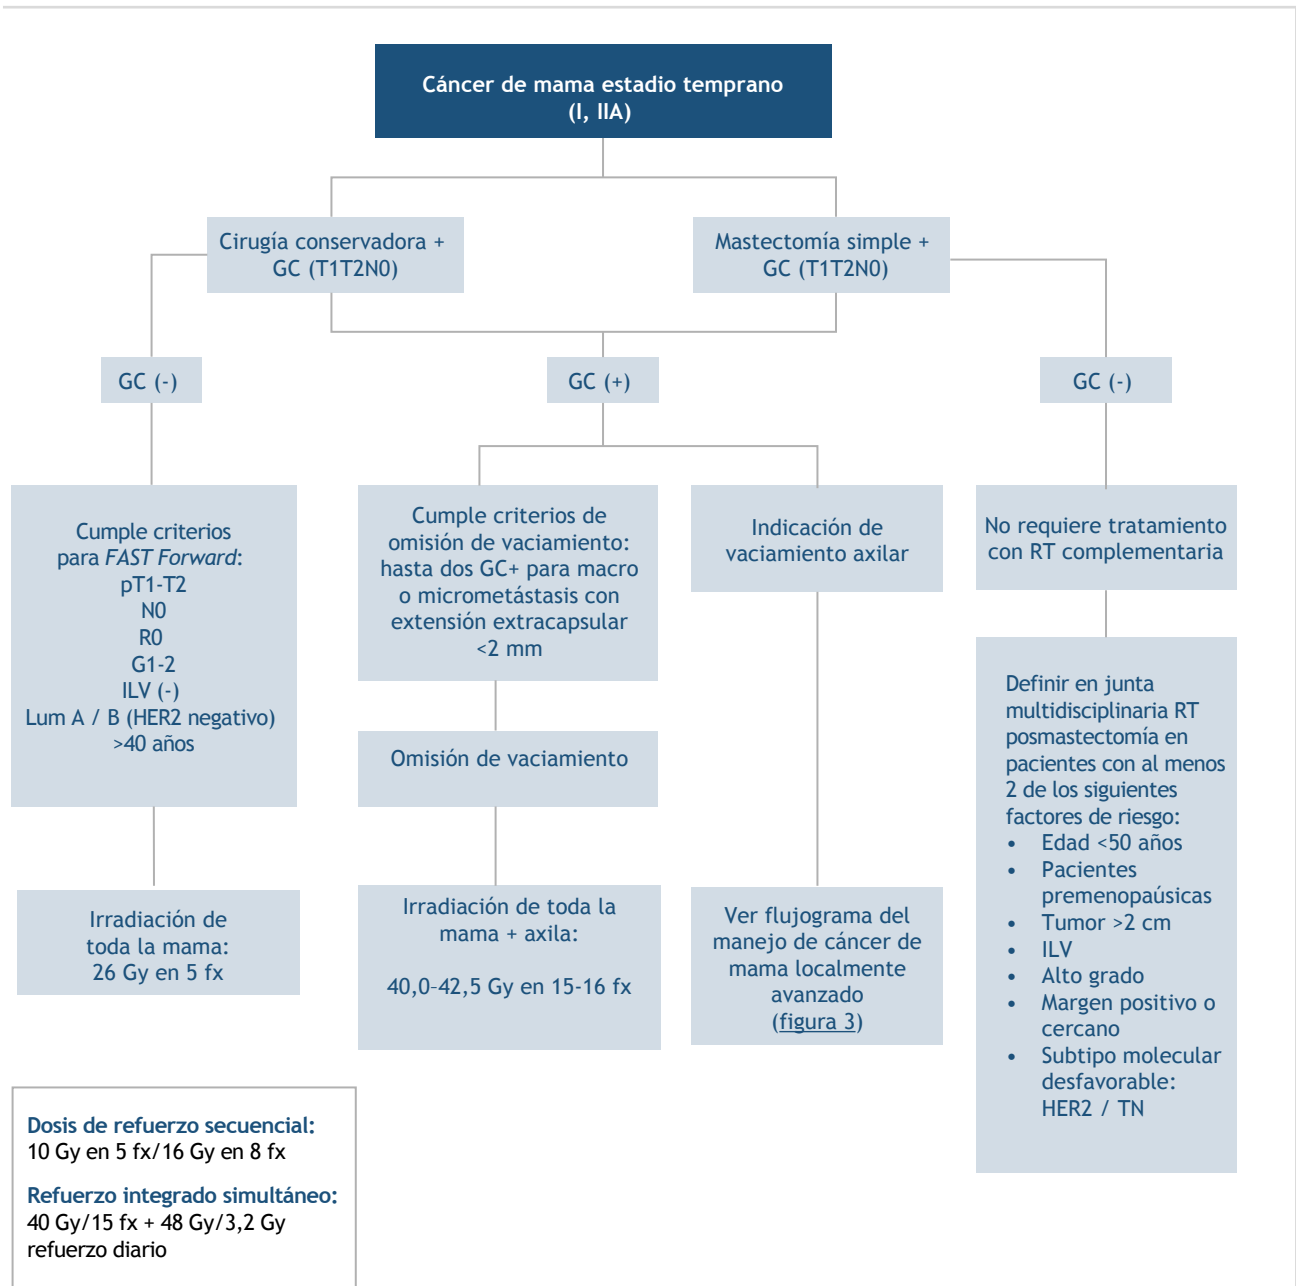 Cáncer de mama estadio temprano
(I, IIA)
Cirugía conservadora +
GC (T1T2N0)
Mastectomía simple +
GC (T1T2N0)
GC (-)
GC (+)
GC (-)
Cumple criterios
para FAST Forward:
pT1-T2
N0
R0
G1-2
ILV (-)
Lum A / B (HER2 negativo)
>40 años
Cumple criterios de
omisión de vaciamiento:
hasta dos GC+ para macro
o micrometástasis con
extensión extracapsular
<2 mm
Indicación de
vaciamiento axilar
No requiere tratamiento
con RT complementaria
Omisión de vaciamiento
Definir en junta
multidisciplinaria RT
posmastectomía en
pacientes con al menos
2 de los siguientes
factores de riesgo:
• Edad <50 años
• Pacientes
premenopaúsicas
• Tumor >2 cm
• ILV
• Alto grado
• Margen positivo o
cercano
• Subtipo molecular
desfavorable:
HER2 / TN
Irradiación de
toda la mama:
26 Gy en 5 fx
Irradiación de toda la
mama + axila:
40,0–42,5 Gy en 15-16 fx
Ver flujograma del
manejo de cáncer de
mama localmente
avanzado
(figura 3)
Dosis de refuerzo secuencial:
10 Gy en 5 fx/16 Gy en 8 fx
Refuerzo integrado simultáneo:
40 Gy/15 fx + 48 Gy/3,2 Gy
refuerzo diario